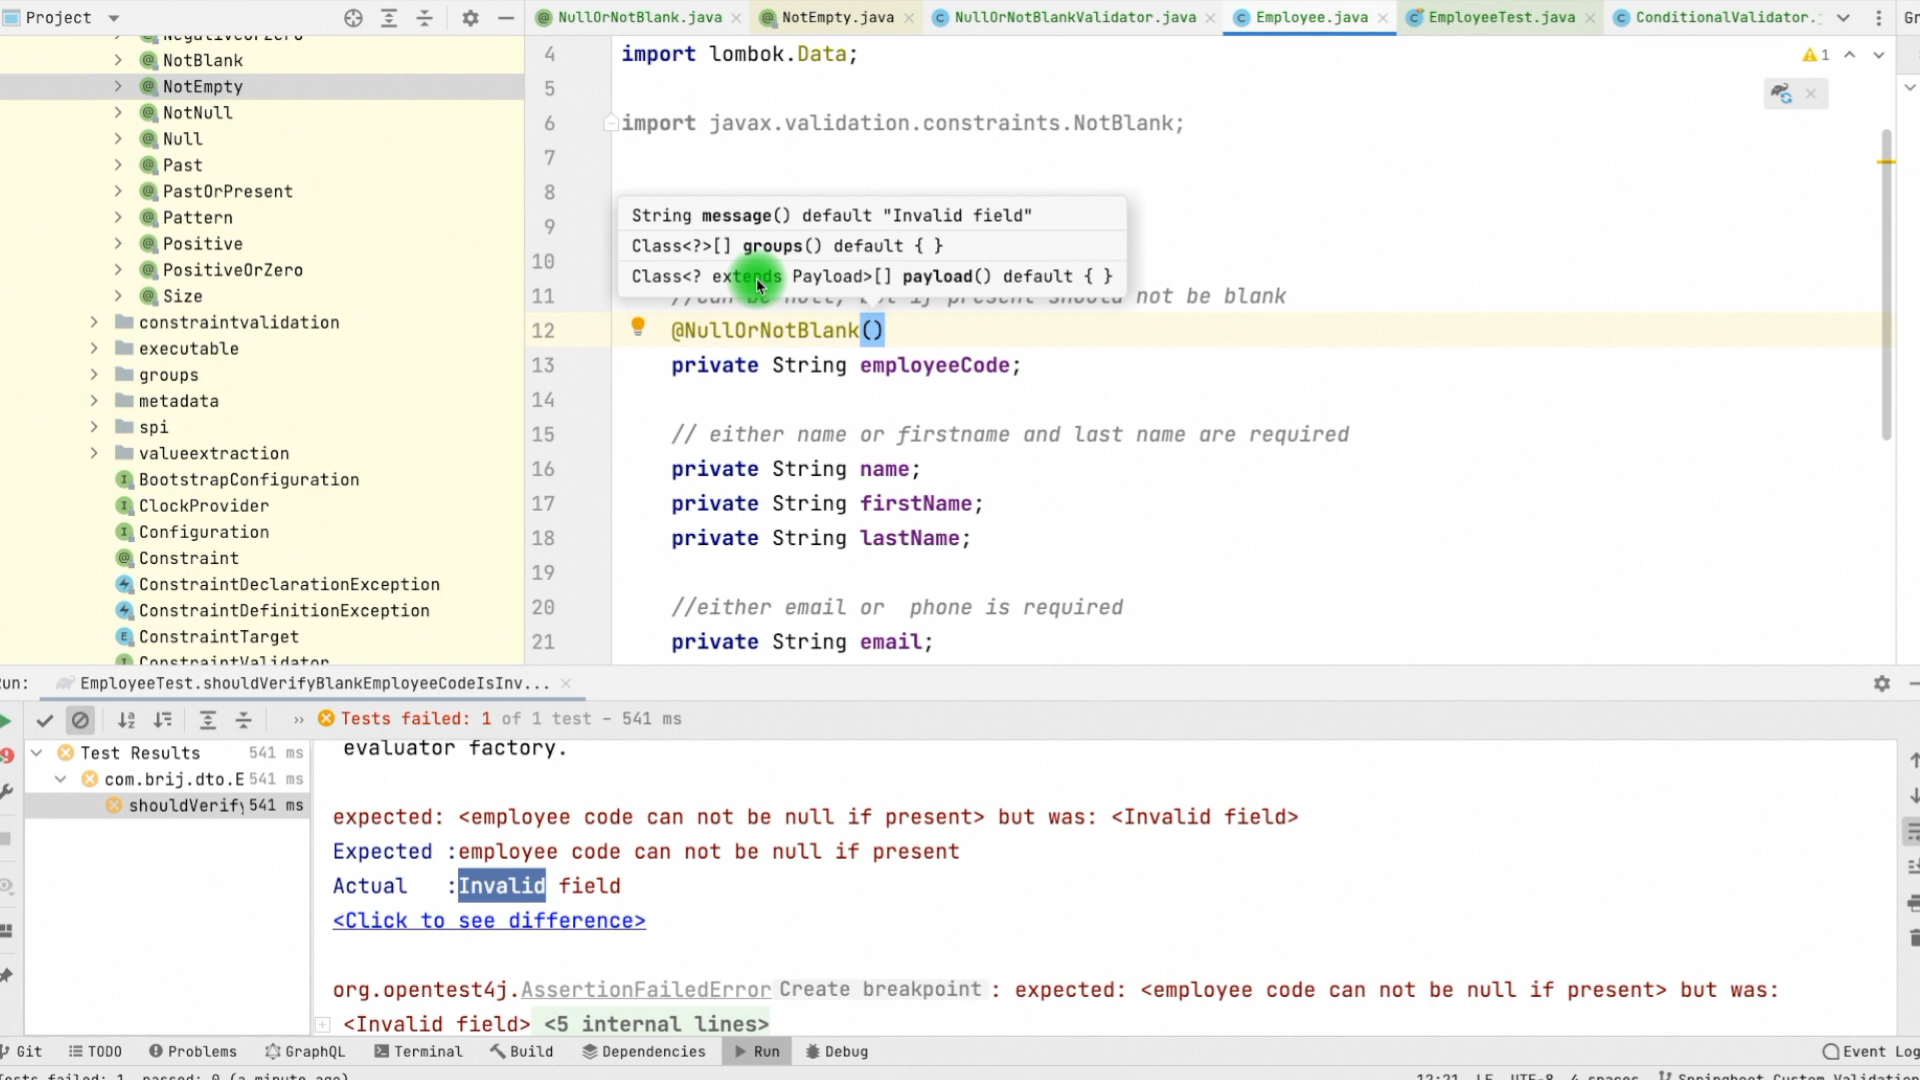 Project
NullOrNotBlank.java
NotEmpty.java
NullOrNotBlankValidator.java
Employee.java
EmployeeTest.java
ConditionalValidator.
Gr
NegativeOrZero
NotBlank
NotEmpty
NotNull
Null
Past
PastOrPresent
Pattern
Positive
PositiveOrZero
Size
constraintvalidation
executable
groups
metadata
spi
valueextraction
BootstrapConfiguration
ClockProvider
Configuration
Constraint
ConstraintDeclarationException
ConstraintDefinitionException
ConstraintTarget
ConstraintValidator
4 import lombok.Data;
1
5
6 import javax.validation.constraints.NotBlank;
7
8
String message() default "Invalid field"
9
Class<?>[] groups() default { }
10
Class<? extends Payload>[] payload() default { }
11 //can be null, but if present should not be blank
12 @NullOrNotBlank()
13 private String employeeCode;
14
15 // either name or firstname and last name are required
16 private String name;
17 private String firstName;
18 private String lastName;
19
20 //either email or  phone is required
21 private String email;
un: EmployeeTest.shouldVerifyBlankEmployeeCodeIsInv...
Tests failed: 1 of 1 test – 541 ms
Test Results 541 ms
com.brij.dto.E 541 ms
shouldVerify 541 ms
evaluator factory.
expected: <employee code can not be null if present> but was: <Invalid field>
Expected :employee code can not be null if present
Actual   :Invalid field
<Click to see difference>
org.opentest4j.AssertionFailedError Create breakpoint : expected: <employee code can not be null if present> but was:
<Invalid field> <5 internal lines>
Git
TODO
Problems
GraphQL
Terminal
Build
Dependencies
Run
Debug
Event Log
Tests failed: 1, passed: 0 (a minute ago)
12:21 LF UTF-8 4 spaces Springboot Custom Validation